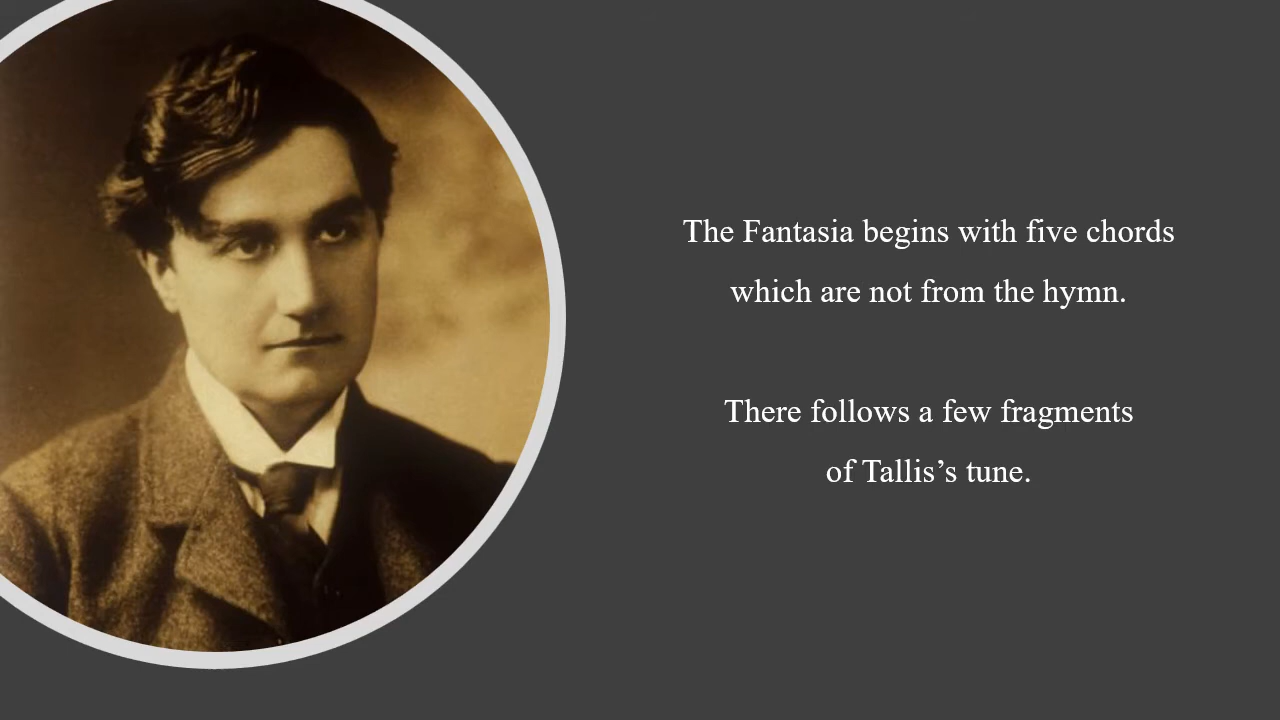 The Fantasia begins with five chords
which are not from the hymn.
There follows a few fragments
of Tallis’s tune.